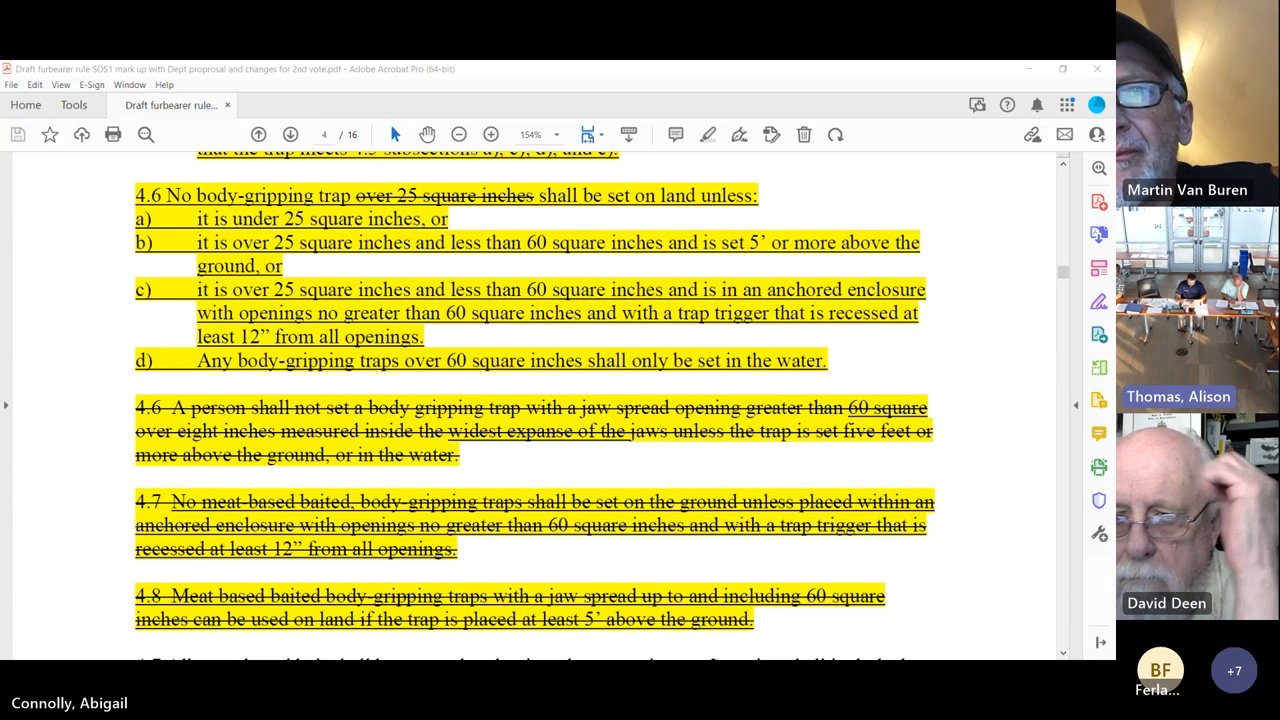 Draft furbearer rule SOS1 mark up with Dept proprosal and changes for 2nd vote.pdf - Adobe Acrobat Pro (64-bit)
File Edit View E-Sign Window Help
Home Tools Draft furbearer rule... ×
4 / 16 154%
that the trap meets 4.5 subsections a), c), d), and e).
4.6 No body-gripping trap over 25 square inches shall be set on land unless:
a) it is under 25 square inches, or
b) it is over 25 square inches and less than 60 square inches and is set 5’ or more above the
ground, or
c) it is over 25 square inches and less than 60 square inches and is in an anchored enclosure
with openings no greater than 60 square inches and with a trap trigger that is recessed at
least 12” from all openings.
d) Any body-gripping traps over 60 square inches shall only be set in the water.
4.6 A person shall not set a body gripping trap with a jaw spread opening greater than 60 square
over eight inches measured inside the widest expanse of the jaws unless the trap is set five feet or
more above the ground, or in the water.
4.7 No meat-based baited, body-gripping traps shall be set on the ground unless placed within an
anchored enclosure with openings no greater than 60 square inches and with a trap trigger that is
recessed at least 12” from all openings.
4.8 Meat based baited body-gripping traps with a jaw spread up to and including 60 square
inches can be used on land if the trap is placed at least 5’ above the ground.
Martin Van Buren
Thomas, Alison
David Deen
BF
+7
Ferla...
Connolly, Abigail